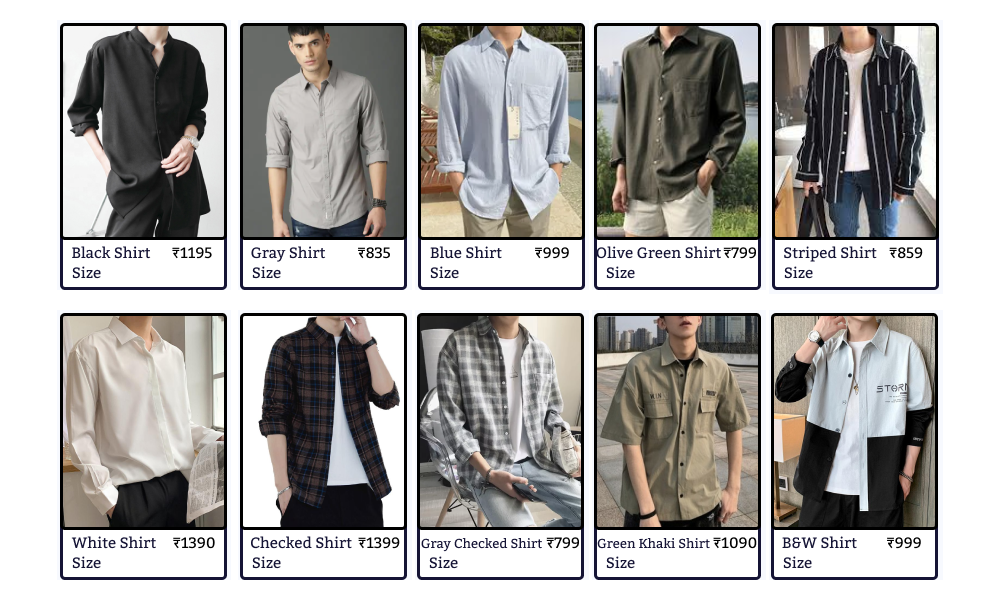 Black Shirt ₹1195
Size
Gray Shirt ₹835
Size
Blue Shirt ₹999
Size
Olive Green Shirt ₹799
Size
Striped Shirt ₹859
Size
WIN
STORM
White Shirt ₹1390
Size
Checked Shirt ₹1399
Size
Gray Checked Shirt ₹799
Size
Green Khaki Shirt ₹1090
Size
B&W Shirt ₹999
Size